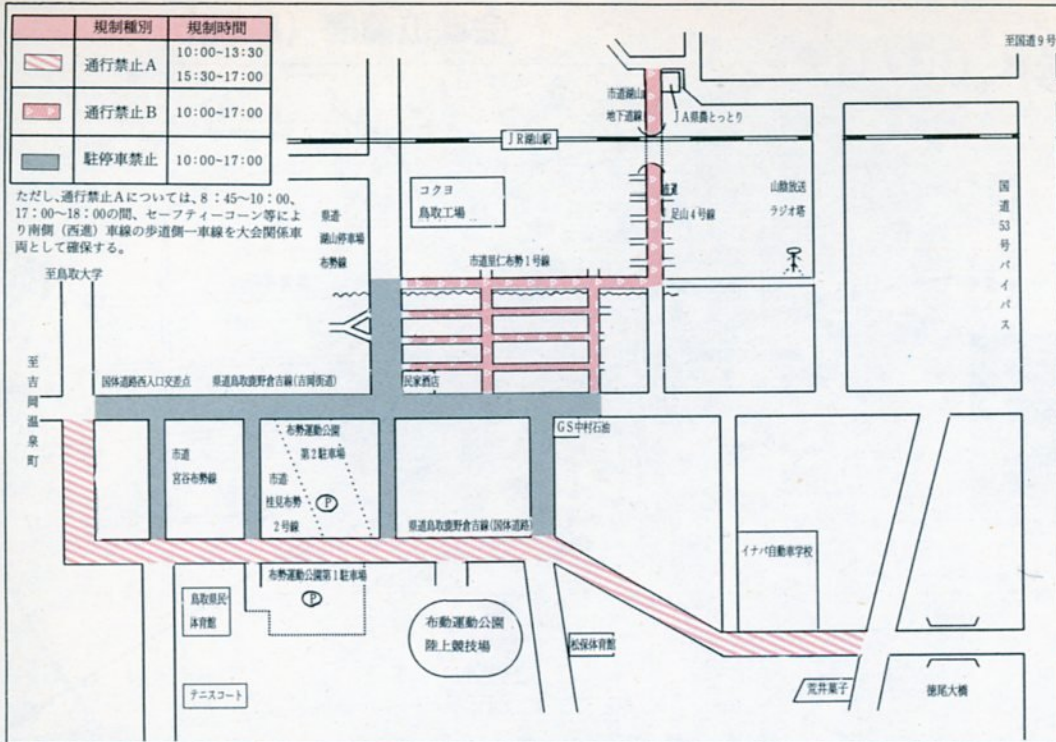 規制種別 規制時間
通行禁止A 10:00~13:30
15:30~17:00
通行禁止B 10:00~17:00
駐停車禁止 10:00~17:00
ただし、通行禁止Aについては、8:45~10:00、
17:00~18:00の間、セーフティーコーン等によ
り南側(西進)車線の歩道側一車線を大会関係車
両として確保する。
至国道9号
市道湖山
地下道線
JA県農とっとり
JR湖山駅
コクヨ
鳥取工場
県道
湖山停車場
布勢線
足山4号線
山陰放送
ラジオ塔
国道53号バイパス
市道里仁布勢1号線
至鳥取大学
至吉岡温泉町
国体道路西入口交差点
県道鳥取鹿野倉吉線(吉岡街道)
民家酒店
GS中村石油
市道
宮谷布勢線
布勢運動公園
第2駐車場
市道
桂見布勢
2号線
P
県道鳥取鹿野倉吉線(国体道路)
イナバ自動車学校
布勢運動公園第1駐車場
P
鳥取県民
体育館
布動運動公園
陸上競技場
松保体育館
テニスコート
荒井菓子
徳尾大橋